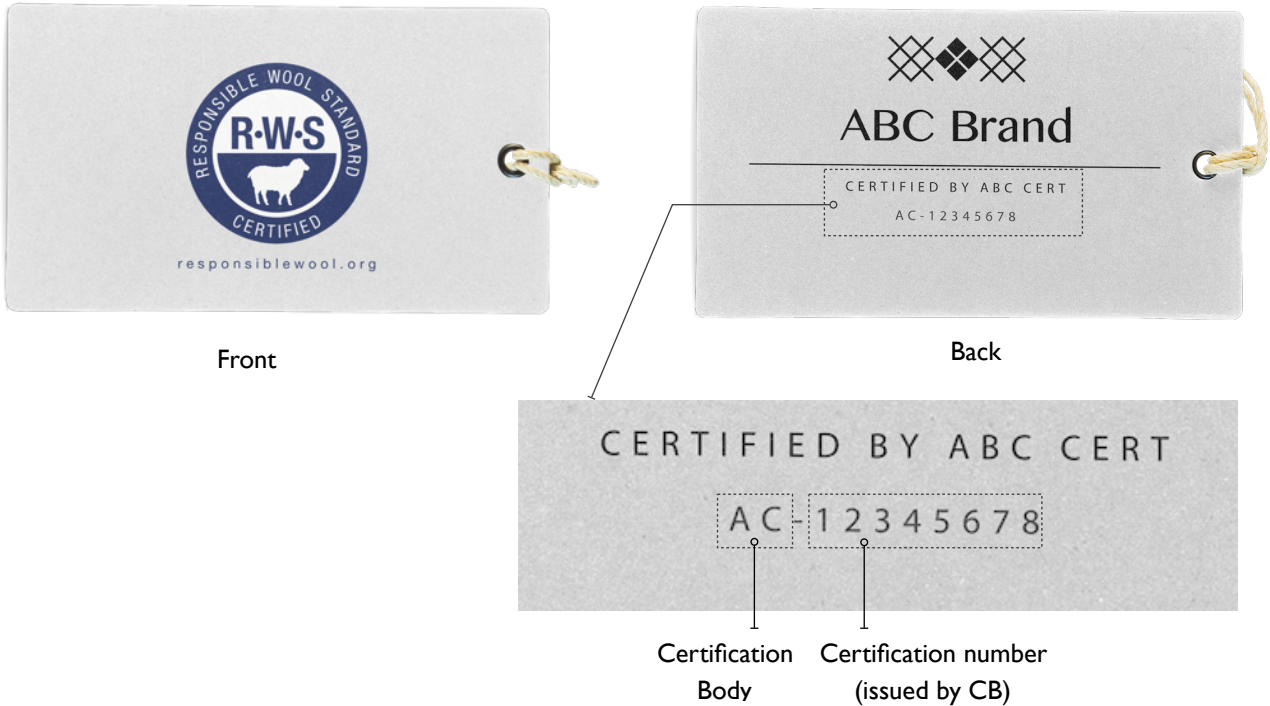 RESPONSIBLE WOOL STANDARD
R·W·S
CERTIFIED
responsiblewool.org
Front
ABC Brand
CERTIFIED BY ABC CERT
AC-12345678
Back
CERTIFIED BY ABC CERT
AC-12345678
Certification Body
Certification number
(issued by CB)